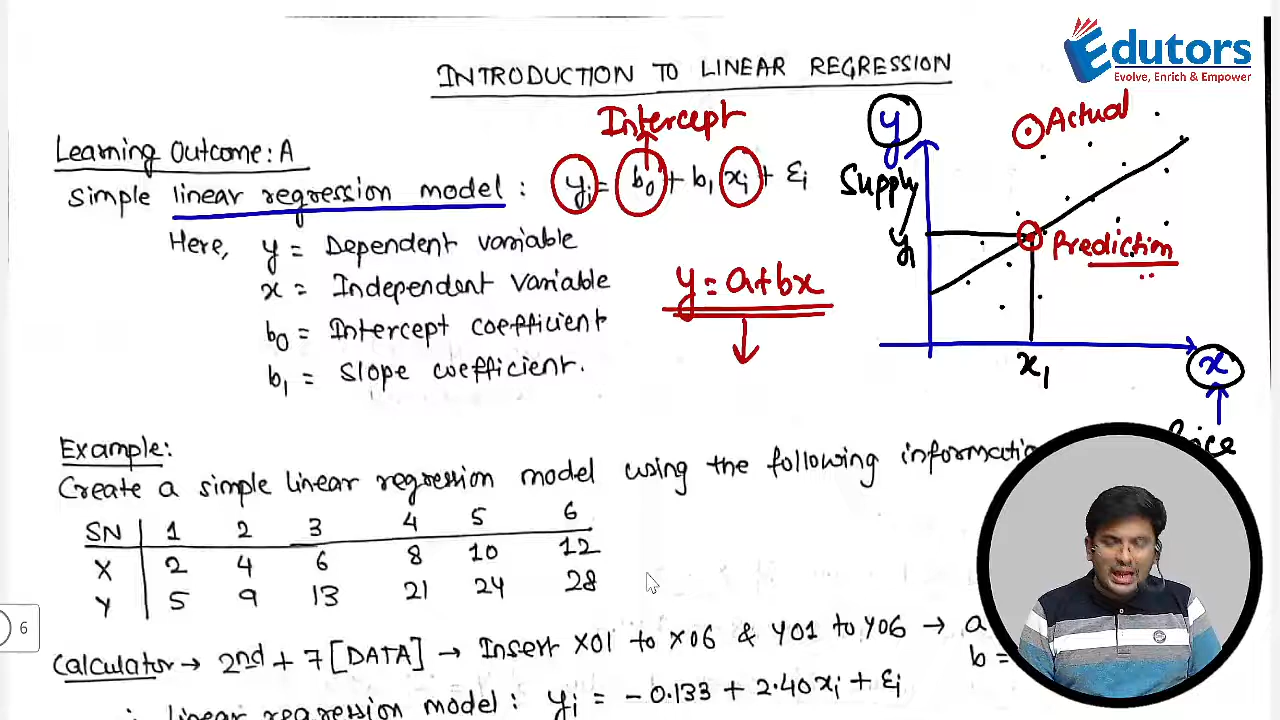 Edutors
Evolve, Enrich & Empower
INTRODUCTION TO LINEAR REGRESSION
Learning Outcome: A
Intercept
Simple linear regression model : yi = b0 + b1 xi + εi
Here, y = Dependent variable
x = Independent variable
b0 = Intercept coefficient
b1 = Slope coefficient.
y = a+bx
y
Supply
y1
Actual
Prediction
x1
x
Example:
Create a simple linear regression model using the following
SN 1 2 3 4 5 6
X 2 4 6 8 10 12
Y 5 9 13 21 24 28
6
Calculator → 2nd + 7 [DATA] → Insert X01 to X06 & Y01 to Y06 → a
b =
∴ linear regression model: yi = -0.133 + 2.40xi + εi